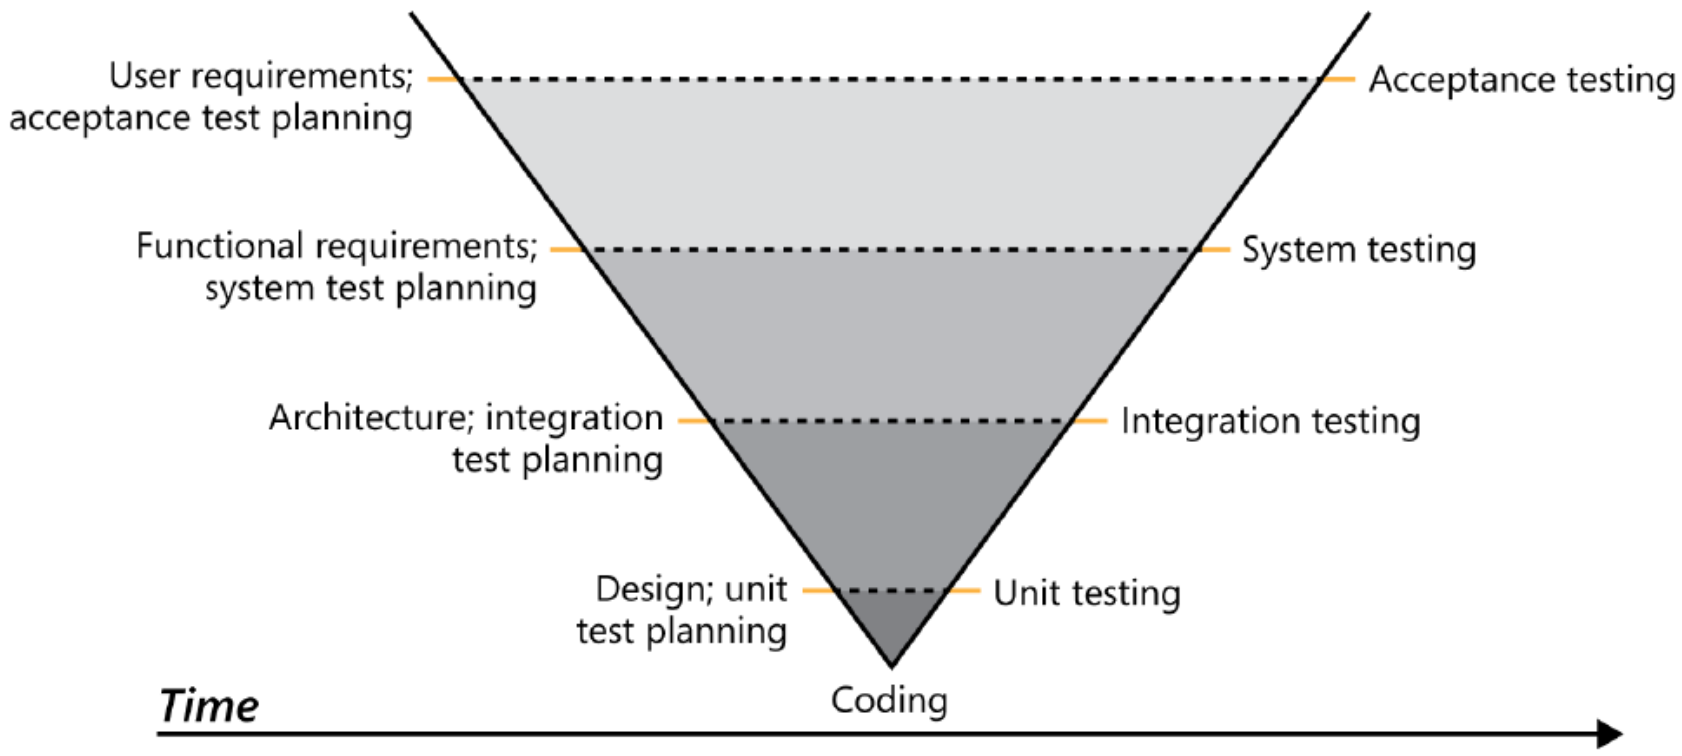 User requirements;
acceptance test planning
Acceptance testing
Functional requirements;
system test planning
System testing
Architecture; integration
test planning
Integration testing
Design; unit
test planning
Unit testing
Coding
Time